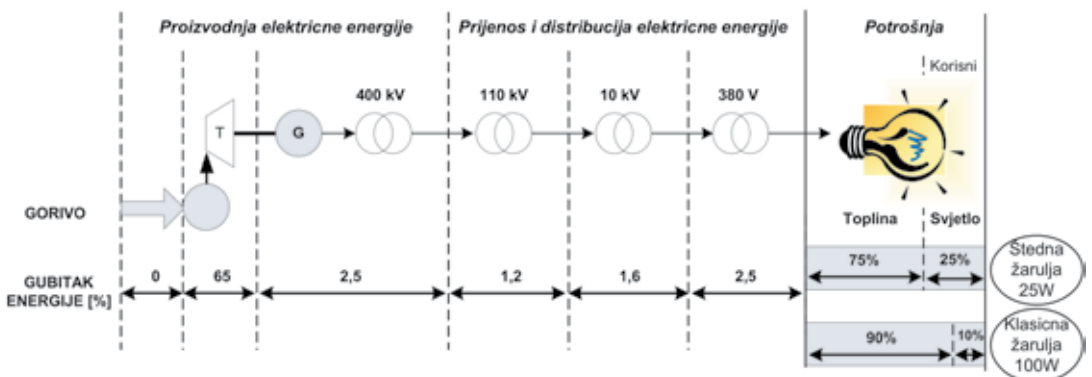 Proizvodnja elektricne energije
Prijenos i distribucija elektricne energije
Potrošnja
Korisni
400 kV
110 kV
10 kV
380 V
T
G
GORIVO
Toplina
Svjetlo
GUBITAK
ENERGIJE [%]
0
65
2,5
1,2
1,6
2,5
75%
25%
Štedna
žarulja
25W
90%
10%
Klasicna
žarulja
100W